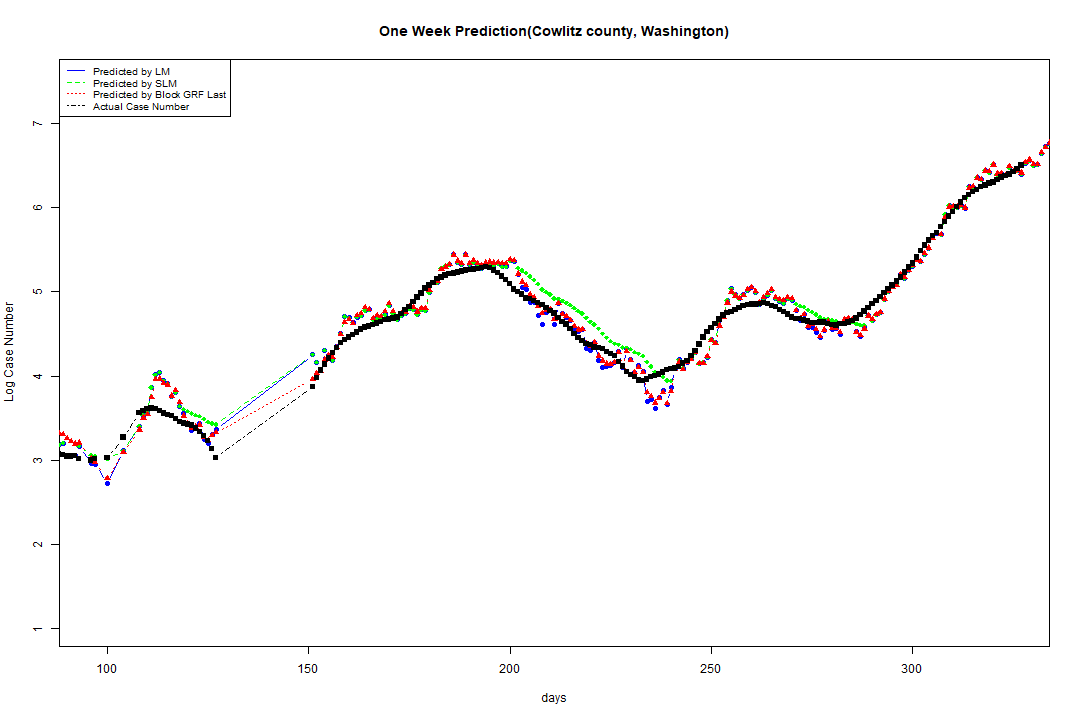 One Week Prediction(Cowlitz county, Washington)
Predicted by LM
Predicted by SLM
Predicted by Block GRF Last
Actual Case Number
7
6
5
4
3
2
1
Log Case Number
100 150 200 250 300
days